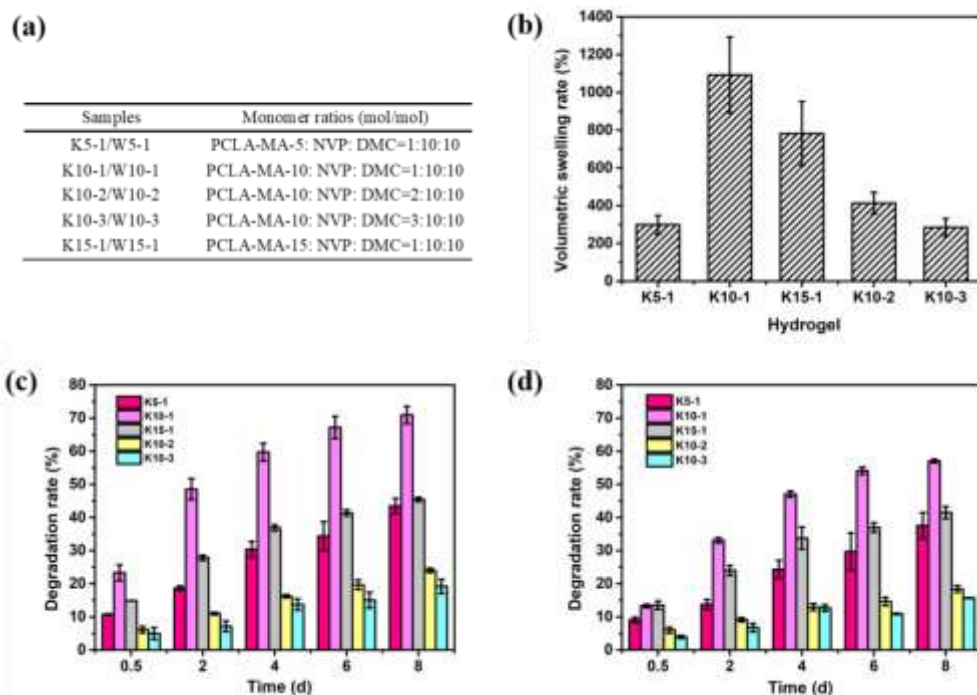 (a)
Samples Monomer ratios (mol/mol)
K5-1/W5-1 PCLA-MA-5: NVP: DMC=1:10:10
K10-1/W10-1 PCLA-MA-10: NVP: DMC=1:10:10
K10-2/W10-2 PCLA-MA-10: NVP: DMC=2:10:10
K10-3/W10-3 PCLA-MA-10: NVP: DMC=3:10:10
K15-1/W15-1 PCLA-MA-15: NVP: DMC=1:10:10
(b)
Volumetric swelling rate (%)
1400
1200
1000
800
600
400
200
0
K5-1 K10-1 K15-1 K10-2 K10-3
Hydrogel
(c)
Degradation rate (%)
80
70
60
50
40
30
20
10
0
K5-1
K10-1
K15-1
K10-2
K10-3
0.5 2 4 6 8
Time (d)
(d)
Degradation rate (%)
80
70
60
50
40
30
20
10
0
K5-1
K10-1
K15-1
K10-2
K10-3
0.5 2 4 6 8
Time (d)